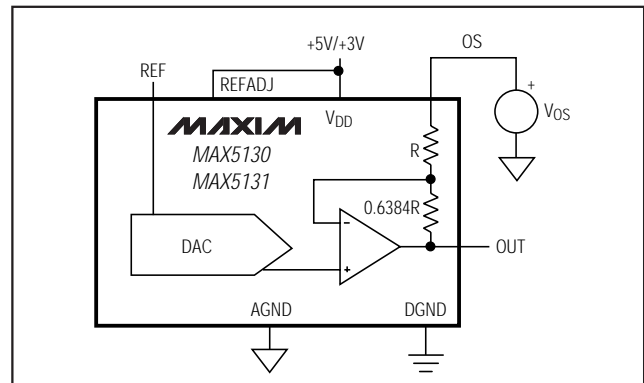 +5V/+3V
OS
REF
REFADJ
+
VDD
VOS
MAXIM
MAX5130
MAX5131
R
0.6384R
-
DAC
OUT
+
AGND
DGND